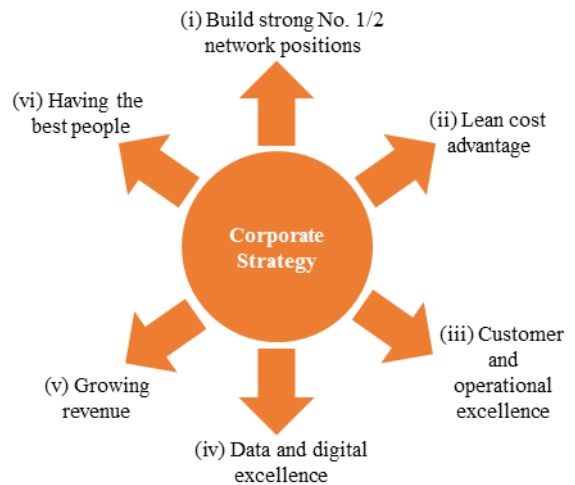 (i) Build strong No. 1/2
network positions
(ii) Lean cost
advantage
(iii) Customer
and
operational
excellence
(iv) Data and digital
excellence
(v) Growing
revenue
(vi) Having the
best people
Corporate
Strategy